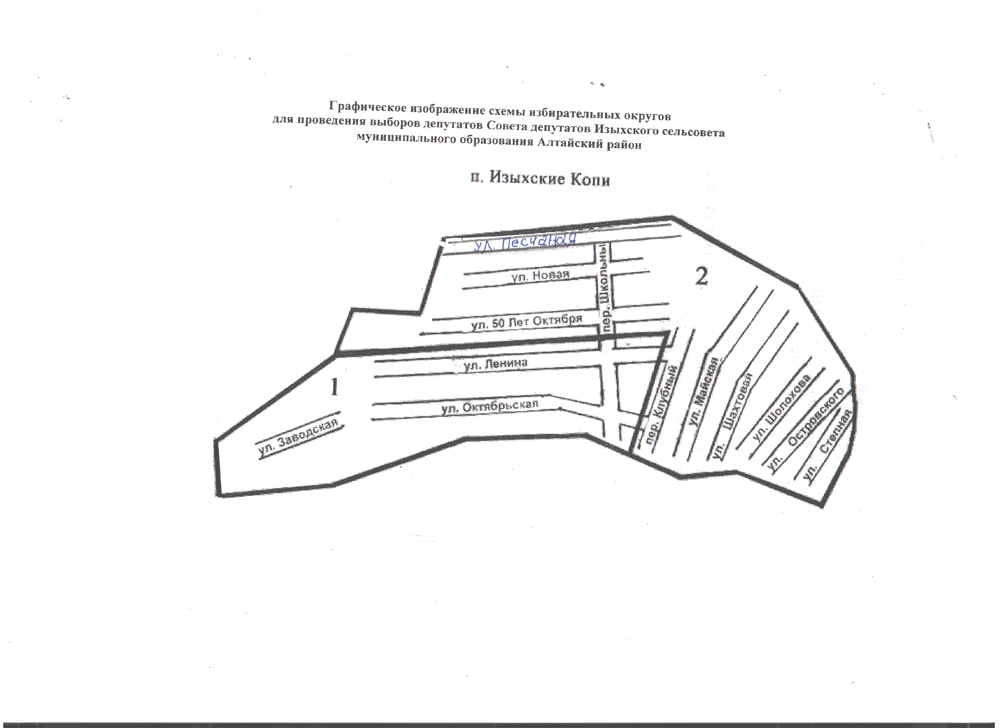 Графическое изображение схемы избирательных округов
для проведения выборов депутатов Совета депутатов Изыхского сельсовета
муниципального образования Алтайский район
п. Изыхские Копи
ул. Песчаная
пер. Школьны
ул. Новая
2
ул. 50 Лет Октября
ул. Ленина
1
ул. Октябрьская
ул. Заводская
пер. Клубный
ул. Майская
ул. Шахтовая
ул. Шолохова
ул. Островского
ул. Степная